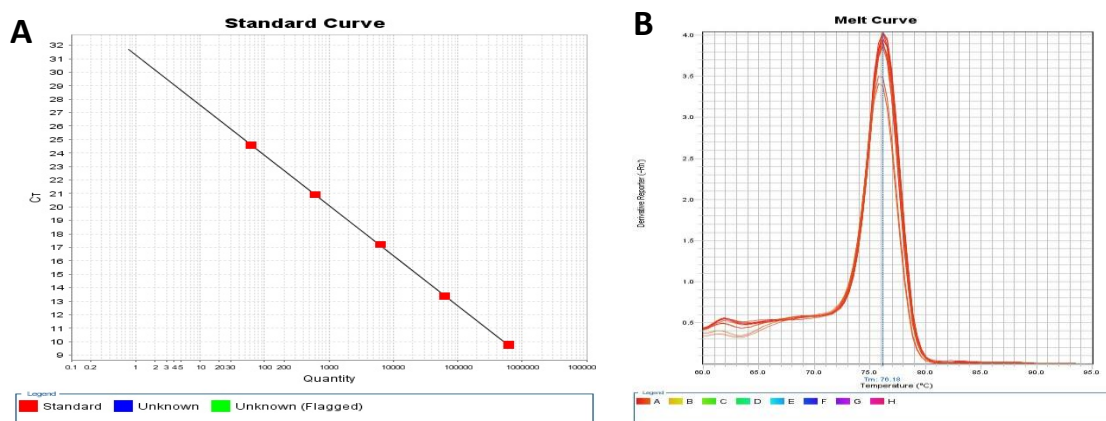 A
Standard Curve
32
31
30
29
28
27
26
25
24
23
22
21
20
19
18
17
16
15
14
13
12
11
10
9
CT
0.1 0.2 1 2 3 4 5 10 20 30 100 200 1000 10000 100000 1000000 100000
Quantity
Legend
Standard Unknown Unknown (Flagged)
B
Melt Curve
4.0
3.5
3.0
2.5
2.0
1.5
1.0
0.5
Derivative Reporter (-Rn')
60.0 65.0 70.0 75.0 80.0 85.0 90.0 95.0
Tm: 76.18
Temperature (°C)
Legend
A B C D E F G H